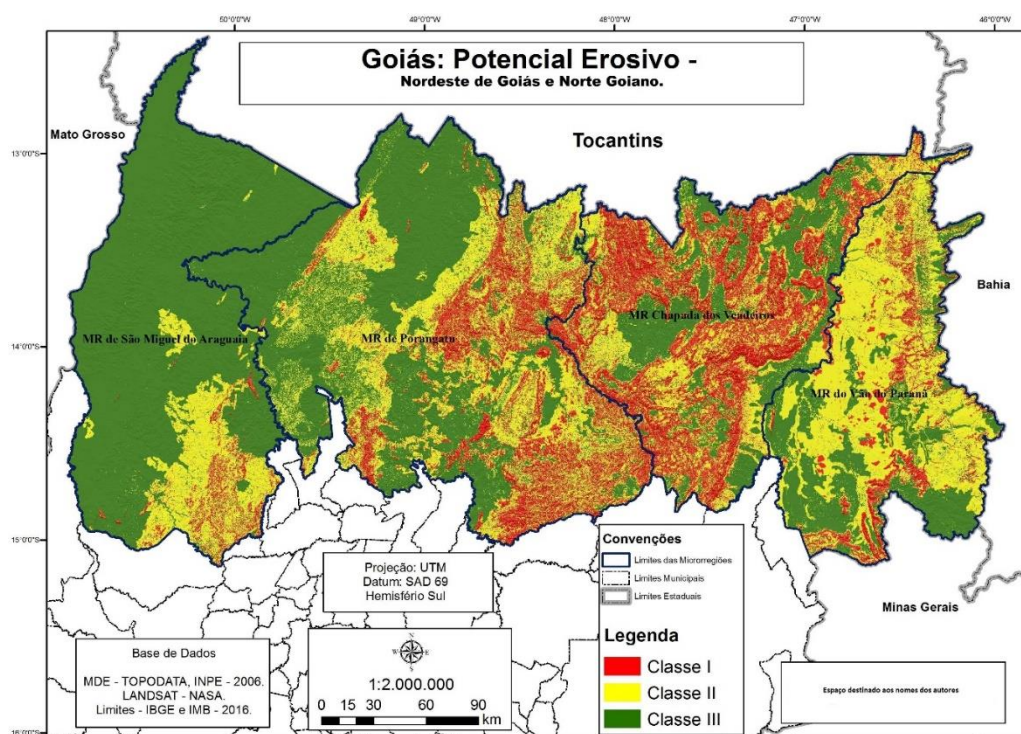 50°0'0"W 49°0'0"W 48°0'0"W 47°0'0"W 46°0'0"W
Goiás: Potencial Erosivo -
Nordeste de Goiás e Norte Goiano.
Mato Grosso
Tocantins
13°0'0"S
Bahia
MR Chapada dos Veadeiros
MR de São Miguel do Araguaia
MR de Porangatu
14°0'0"S
MR do Vão do Paranã
15°0'0"S
Minas Gerais
Projeção: UTM
Datum: SAD 69
Hemisfério Sul
Convenções
Limites das Microrregiões
Limites Municipais
Limites Estaduais
Legenda
Classe I
Classe II
Classe III
Base de Dados
MDE - TOPODATA, INPE - 2006.
LANDSAT - NASA.
Limites - IBGE e IMB - 2016.
N
W E
S
1:2.000.000
0 15 30 60 90
km
Espaço destinado aos nomes dos autores
16°0'0"S